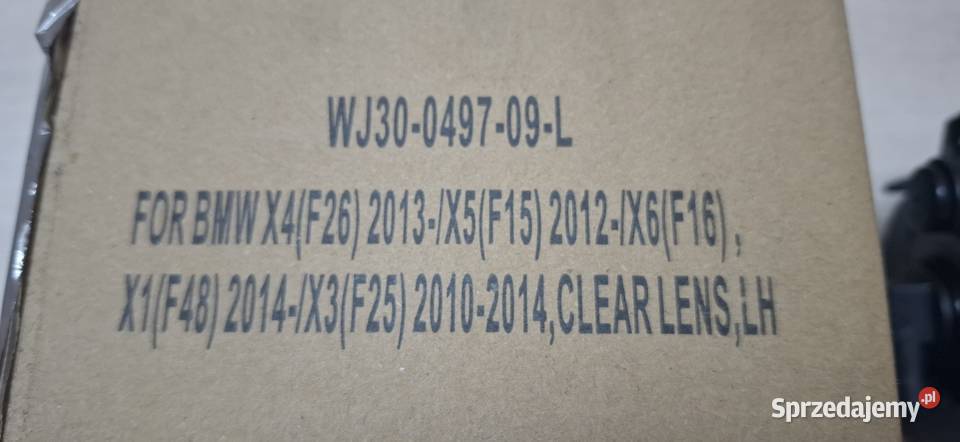 WJ30-0497-09-L
FOR BMW X4(F26) 2013-/X5(F15) 2012-/X6(F16) ,
X1(F48) 2014-/X3(F25) 2010-2014,CLEAR LENS,LH
Sprzedajemy.pl